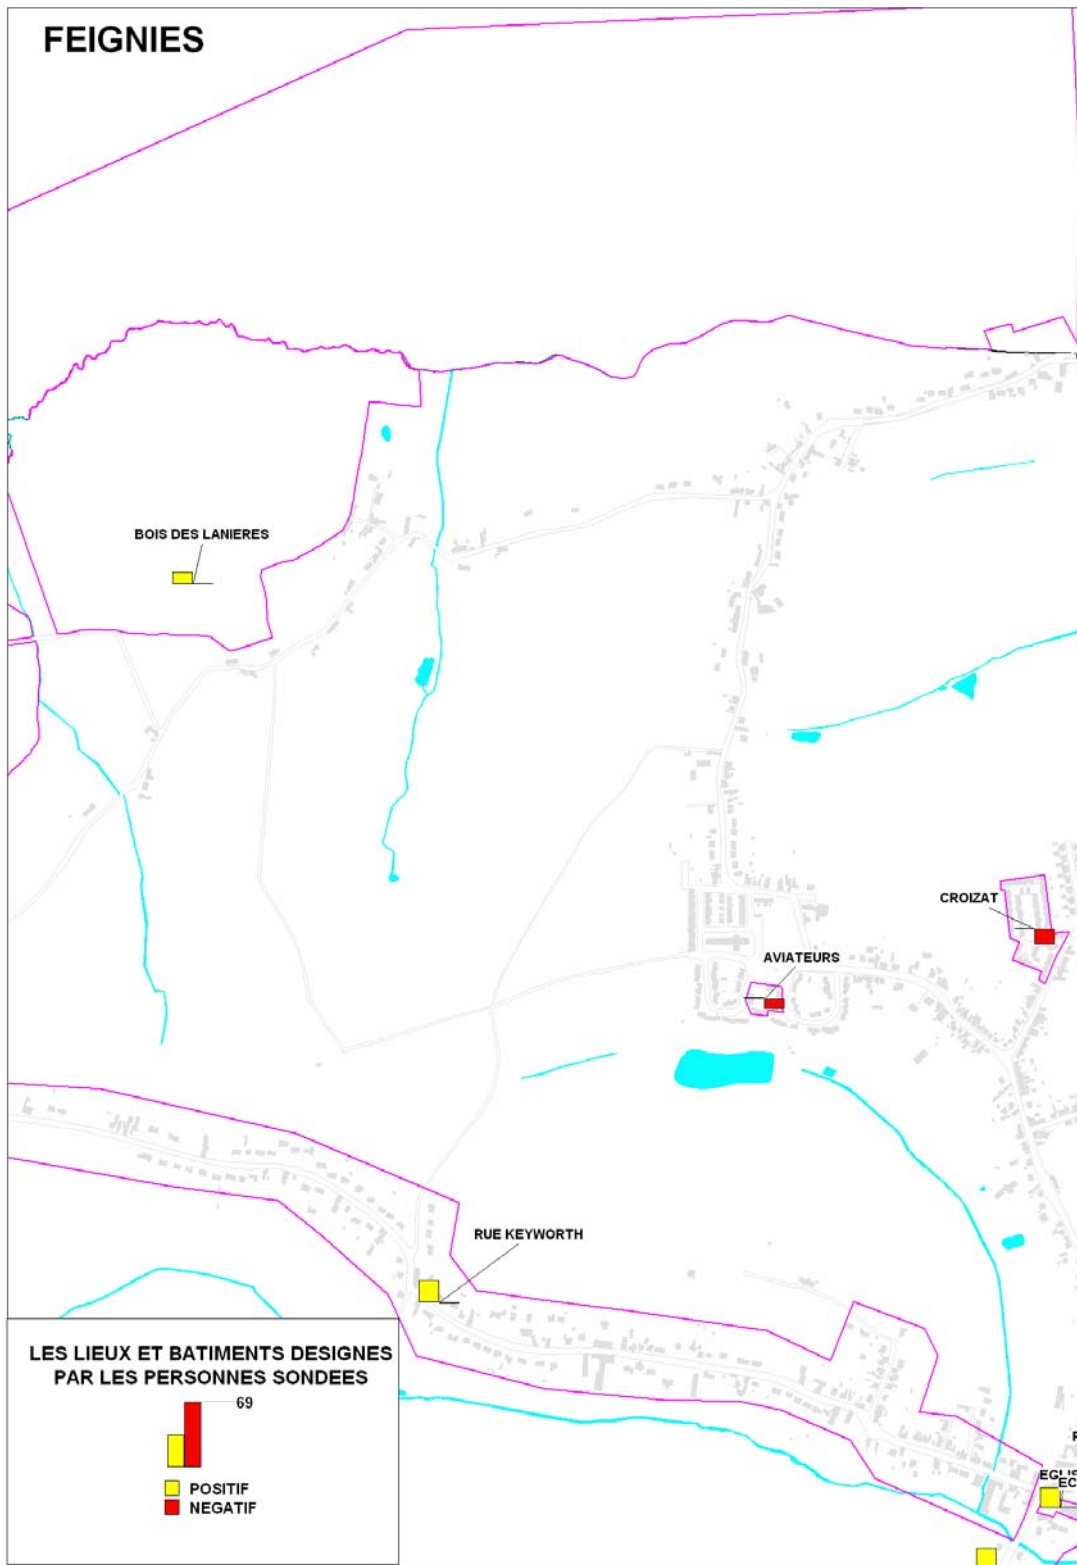 FEIGNIES
BOIS DES LANIERES
CROIZAT
AVIATEURS
RUE KEYWORTH
LES LIEUX ET BATIMENTS DESIGNES
PAR LES PERSONNES SONDEES
69
POSITIF
NEGATIF